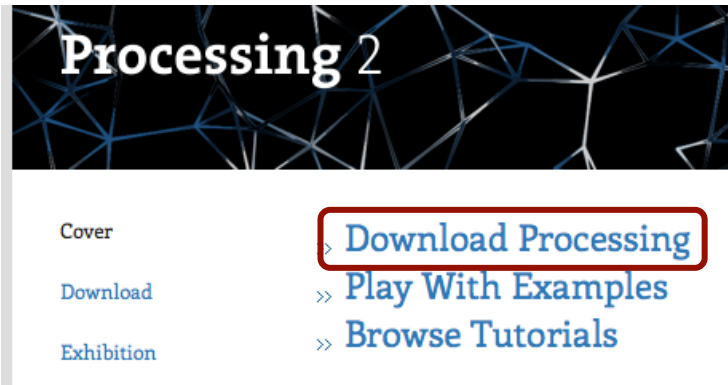 Processing 2
Cover
» Download Processing
Download
» Play With Examples
» Browse Tutorials
Exhibition